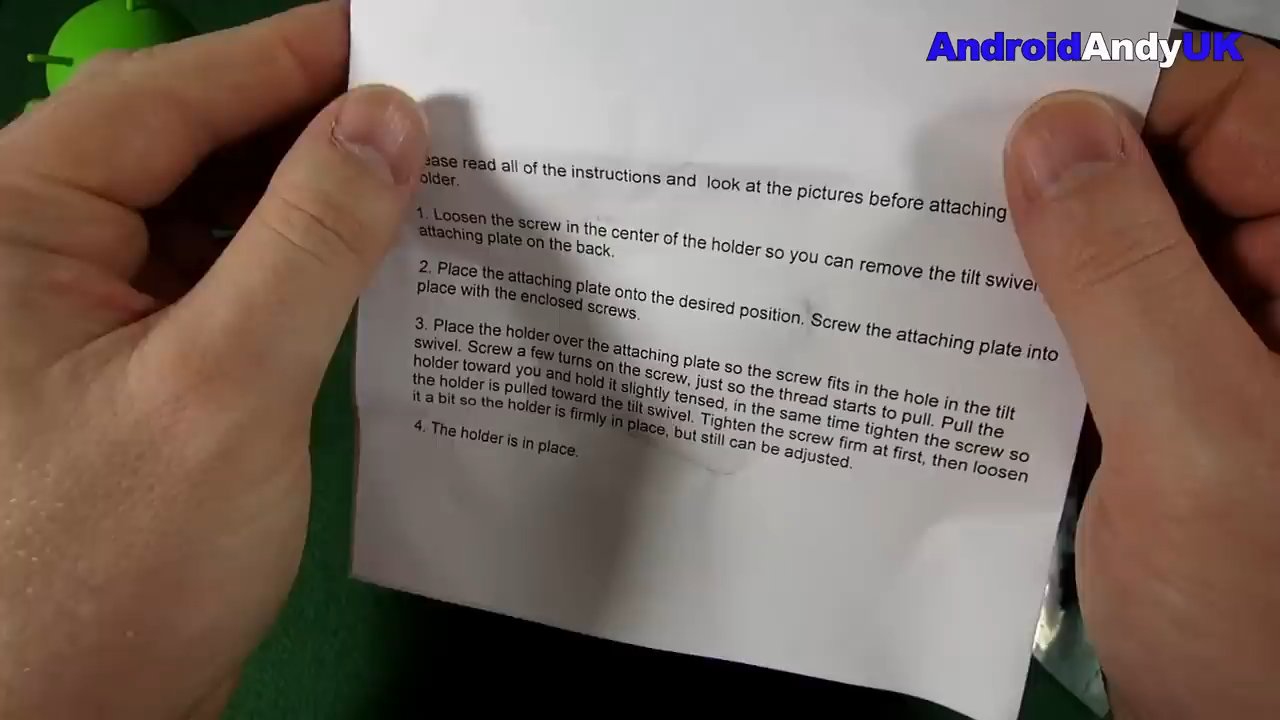 AndroidAndyUK
ease read all of the instructions and look at the pictures before attaching
older.
1. Loosen the screw in the center of the holder so you can remove the tilt swivel
attaching plate on the back.
2. Place the attaching plate onto the desired position. Screw the attaching plate into
place with the enclosed screws.
3. Place the holder over the attaching plate so the screw fits in the hole in the tilt
swivel. Screw a few turns on the screw, just so the thread starts to pull. Pull the
holder toward you and hold it slightly tensed, in the same time tighten the screw so
the holder is pulled toward the tilt swivel. Tighten the screw firm at first, then loosen
it a bit so the holder is firmly in place, but still can be adjusted.
4. The holder is in place.